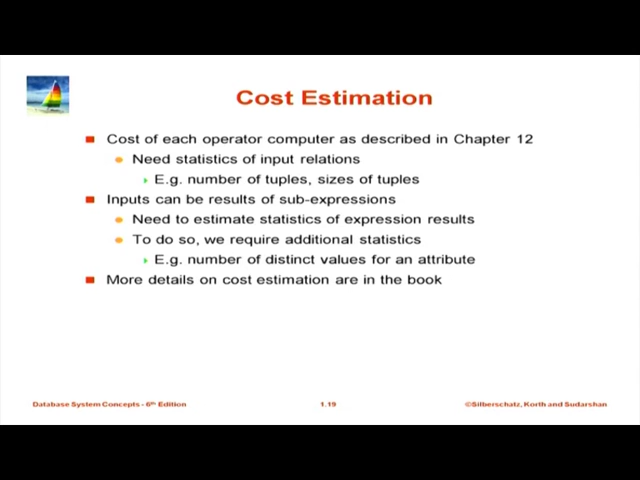 Cost Estimation
Cost of each operator computer as described in Chapter 12
Need statistics of input relations
E.g. number of tuples, sizes of tuples
Inputs can be results of sub-expressions
Need to estimate statistics of expression results
To do so, we require additional statistics
E.g. number of distinct values for an attribute
More details on cost estimation are in the book
Database System Concepts - 6th Edition
1.19
©Silberschatz, Korth and Sudarshan